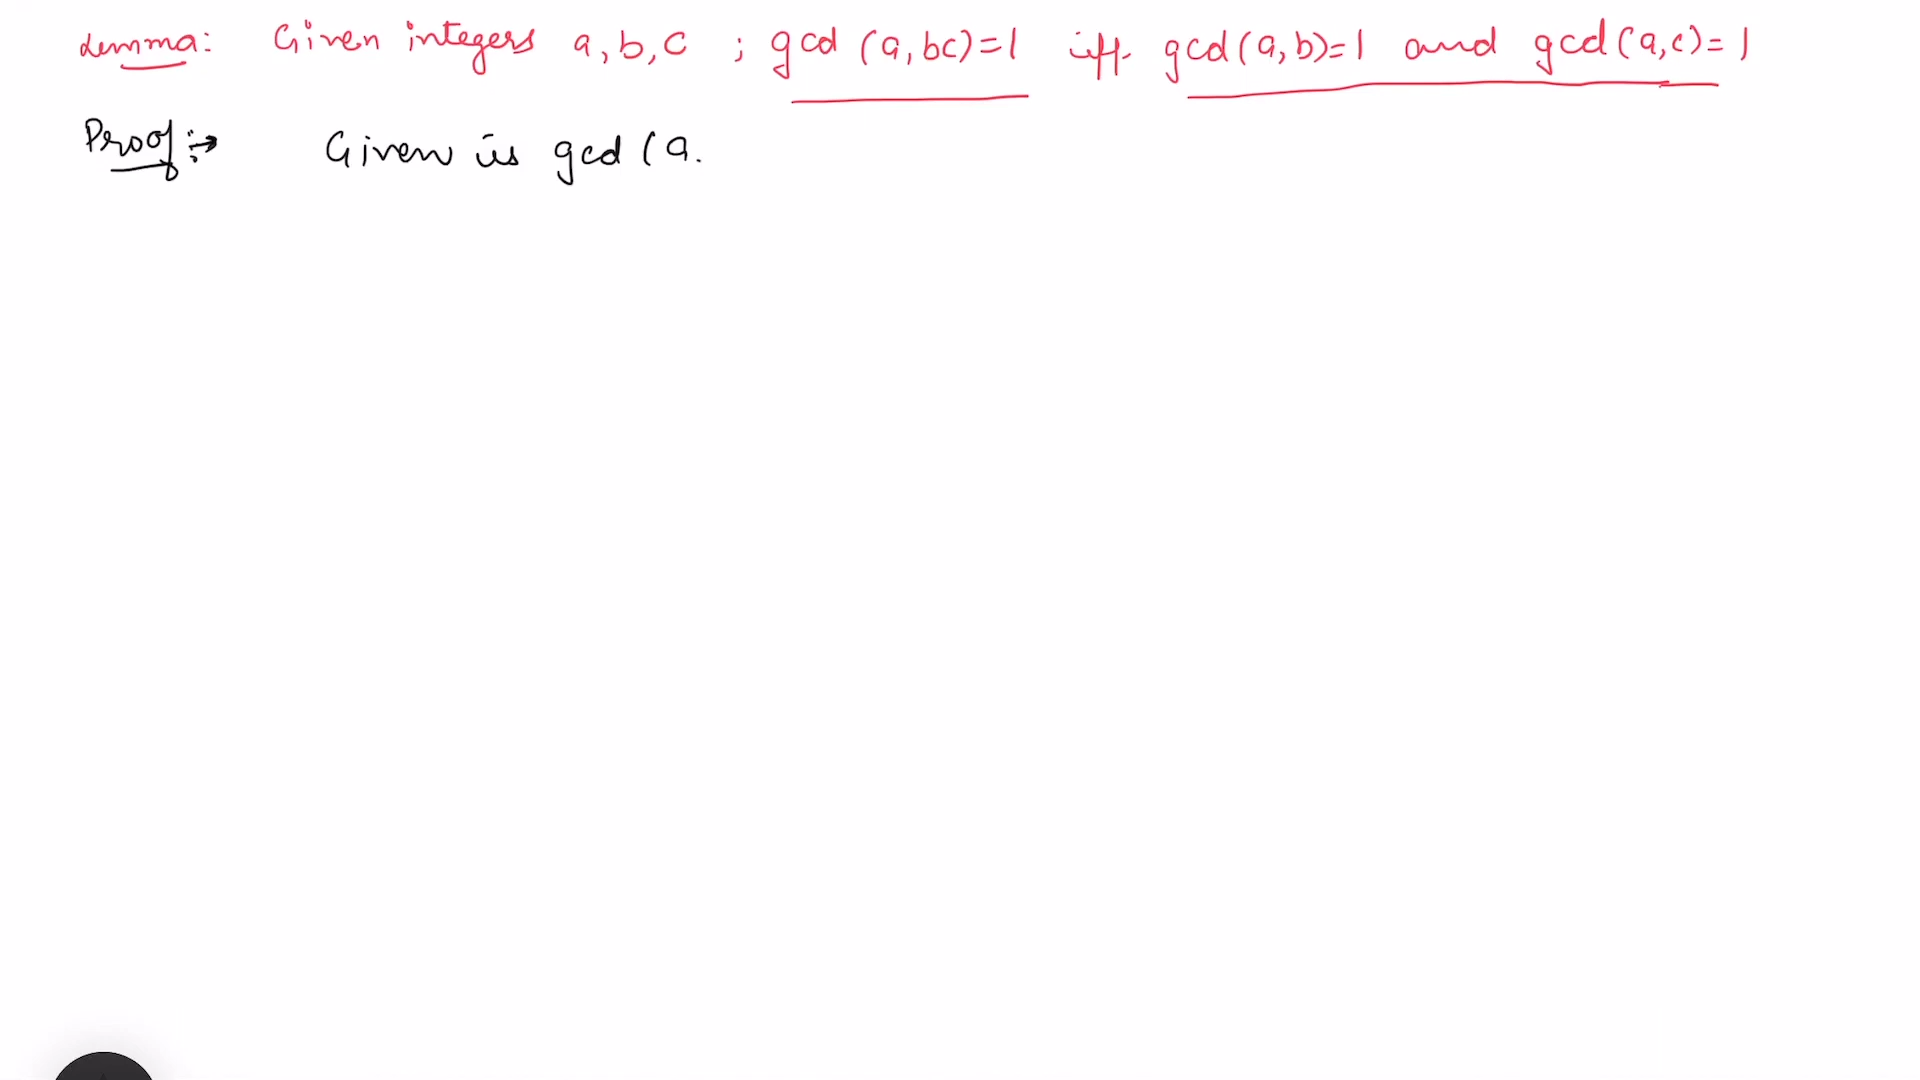 Lemma: Given integers a, b, c ; gcd (a, bc)=1 iff gcd(a,b)=1 and gcd(a,c)=1
Proof :→ Given is gcd (a.